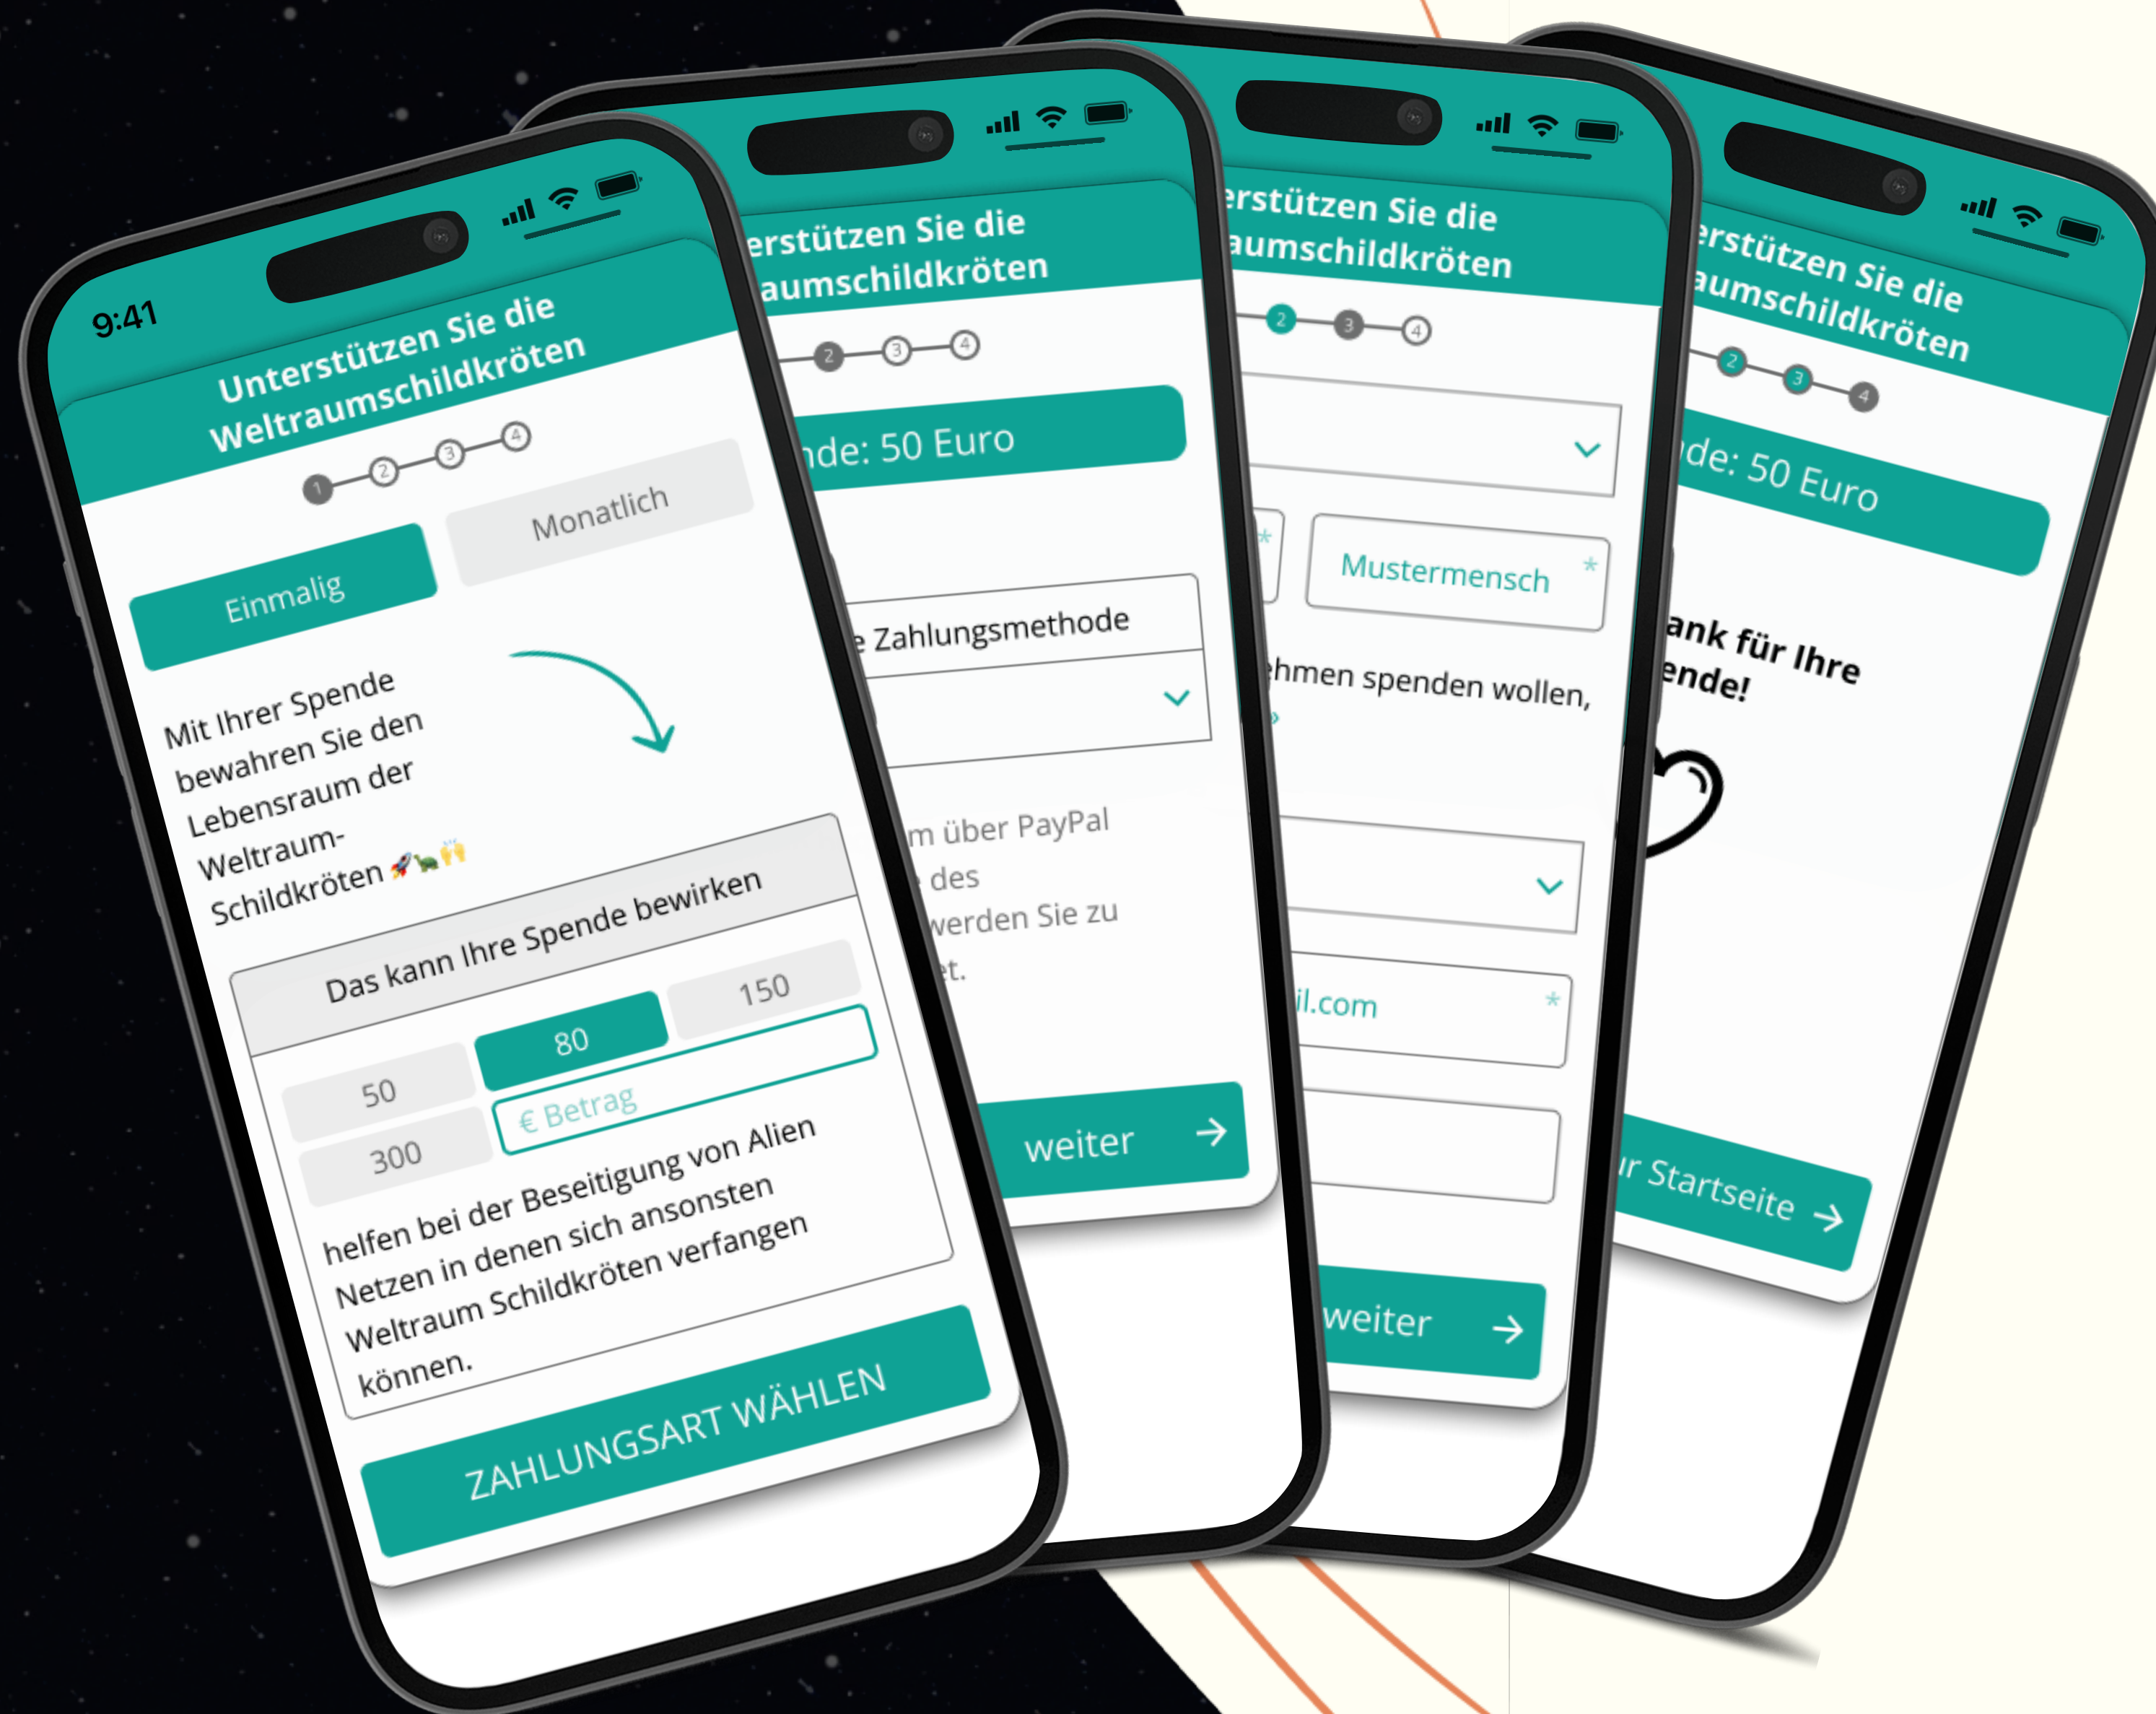 9:41
Unterstützen Sie die
Weltraumschildkröten
1 2 3 4
Einmalig Monatlich
Mit Ihrer Spende
bewahren Sie den
Lebensraum der
Weltraum-
Schildkröten 🚀🐢🙌
Das kann Ihre Spende bewirken
50 80 150
300 € Betrag
helfen bei der Beseitigung von Alien
Netzen in denen sich ansonsten
Weltraum Schildkröten verfangen
können.
ZAHLUNGSART WÄHLEN
erstützen Sie die
aumschildkröten
2 3 4
nde: 50 Euro
e Zahlungsmethode
m über PayPal
des
werden Sie zu
et.
weiter →
erstützen Sie die
aumschildkröten
2 3 4
*
Mustermensch *
ehmen spenden wollen,
»
il.com *
weiter →
erstützen Sie die
aumschildkröten
2 3 4
de: 50 Euro
ank für Ihre
ende!
ur Startseite →